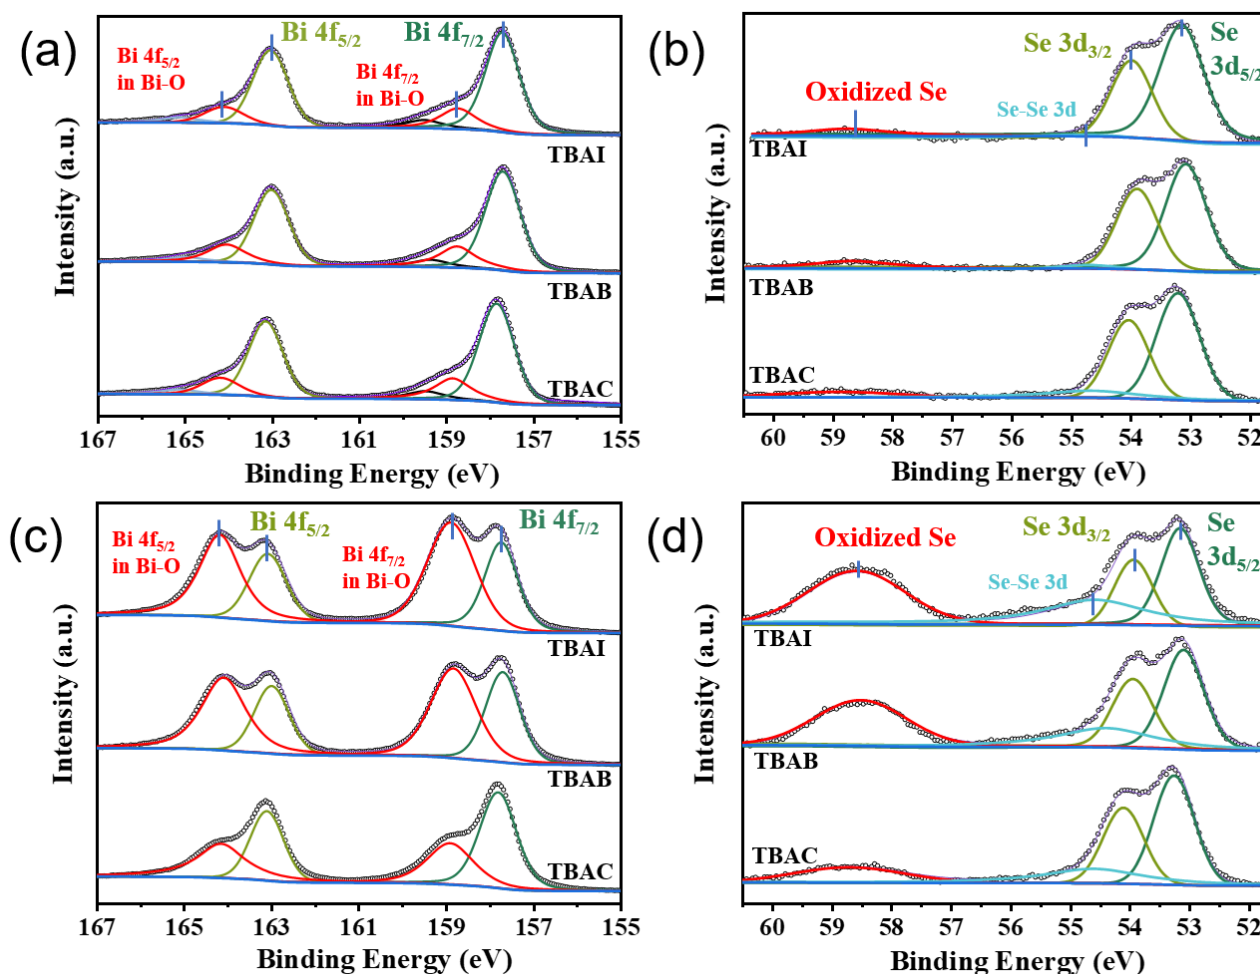 (a)
Bi 4f5/2
in Bi-O
Bi 4f5/2
Bi 4f7/2
in Bi-O
Bi 4f7/2
TBAI
TBAB
TBAC
Intensity (a.u.)
167 165 163 161 159 157 155
Binding Energy (eV)
(b)
Oxidized Se
Se-Se 3d
Se 3d3/2
Se
3d5/2
TBAI
TBAB
TBAC
Intensity (a.u.)
60 59 58 57 56 55 54 53 52
Binding Energy (eV)
(c)
Bi 4f5/2
in Bi-O
Bi 4f5/2
Bi 4f7/2
in Bi-O
Bi 4f7/2
TBAI
TBAB
TBAC
Intensity (a.u.)
167 165 163 161 159 157 155
Binding Energy (eV)
(d)
Oxidized Se
Se-Se 3d
Se 3d3/2
Se
3d5/2
TBAI
TBAB
TBAC
Intensity (a.u.)
60 59 58 57 56 55 54 53 52
Binding Energy (eV)